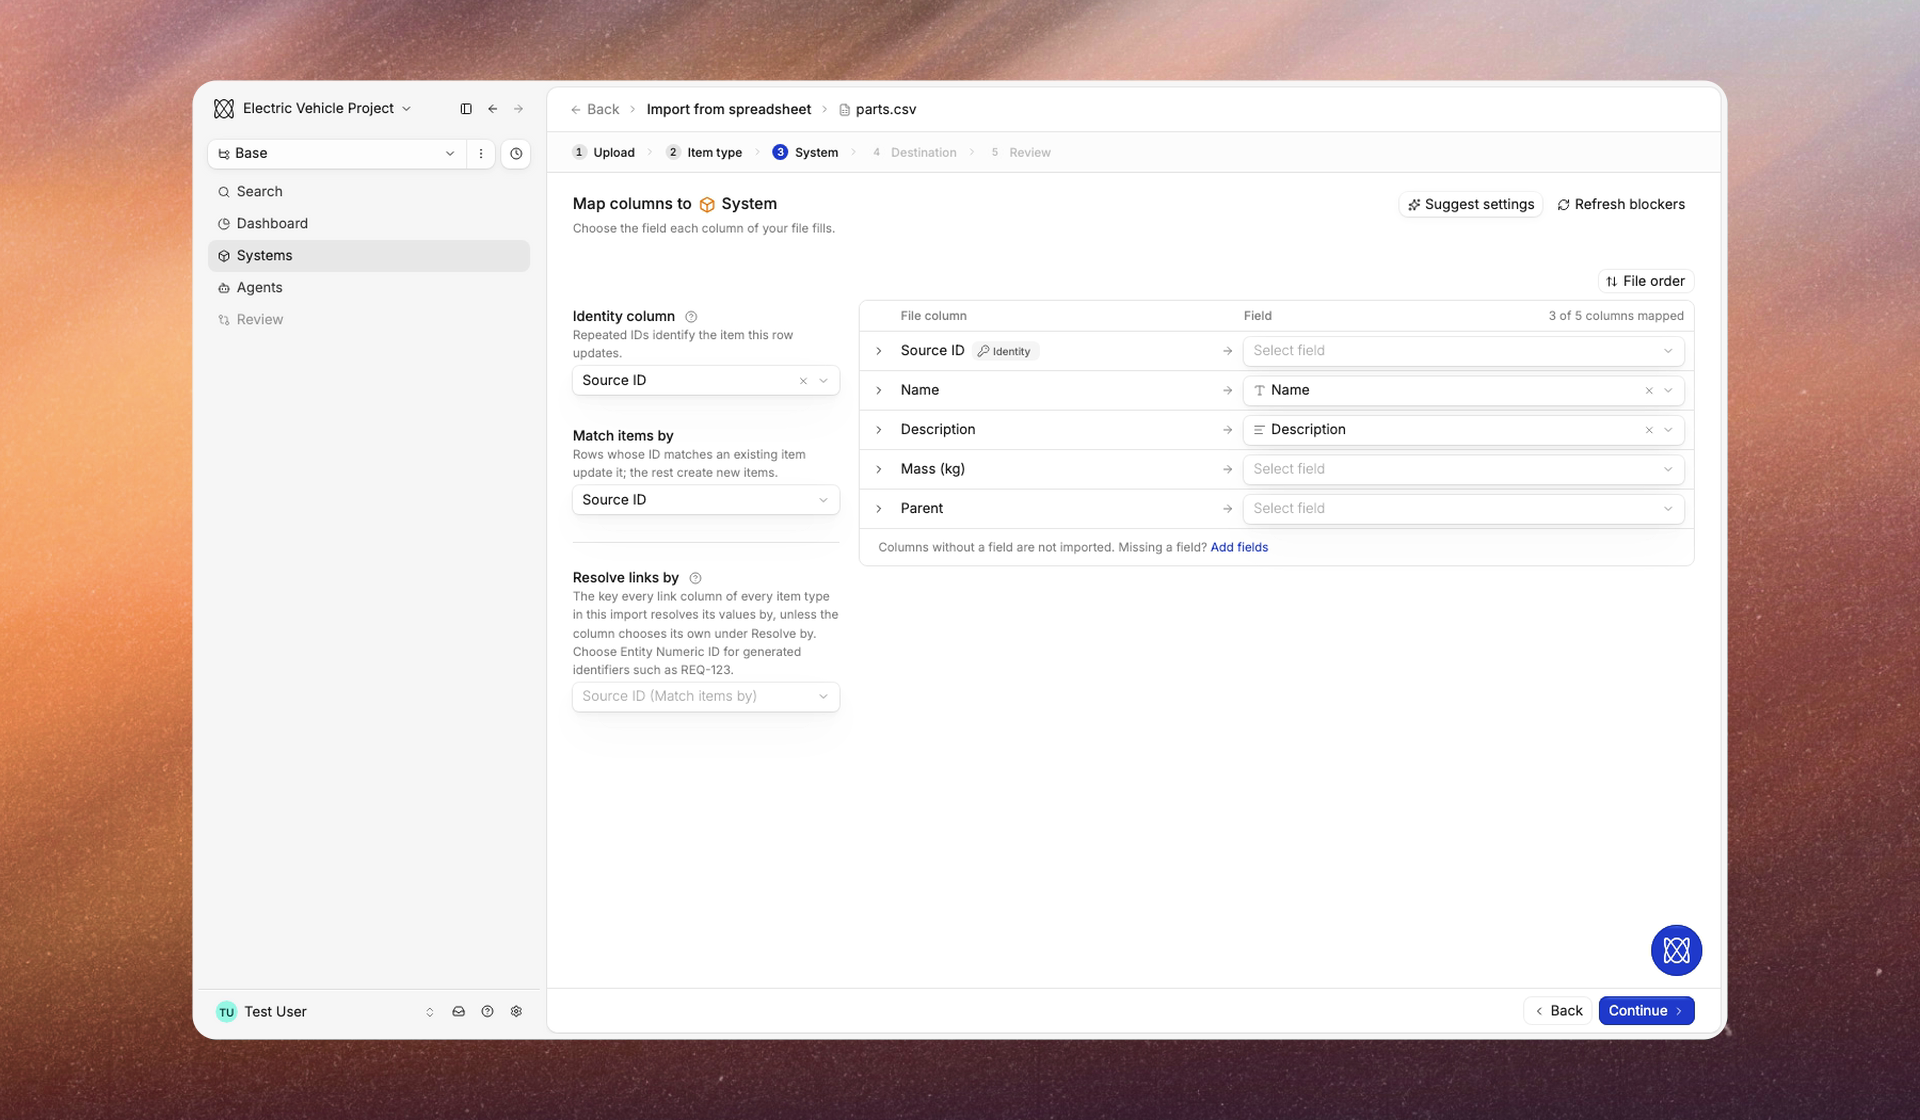 Electric Vehicle Project
Base
Search
Dashboard
Systems
Agents
Review
TU Test User
Back
Import from spreadsheet
parts.csv
1 Upload
2 Item type
3 System
4 Destination
5 Review
Map columns to System
Choose the field each column of your file fills.
Suggest settings
Refresh blockers
File order
Identity column
Repeated IDs identify the item this row
updates.
Source ID
Match items by
Rows whose ID matches an existing item
update it; the rest create new items.
Source ID
Resolve links by
The key every link column of every item type
in this import resolves its values by, unless the
column chooses its own under Resolve by.
Choose Entity Numeric ID for generated
identifiers such as REQ-123.
Source ID (Match items by)
File column Field 3 of 5 columns mapped
Source ID Identity Select field
Name Name
Description Description
Mass (kg) Select field
Parent Select field
Columns without a field are not imported. Missing a field? Add fields
Back
Continue